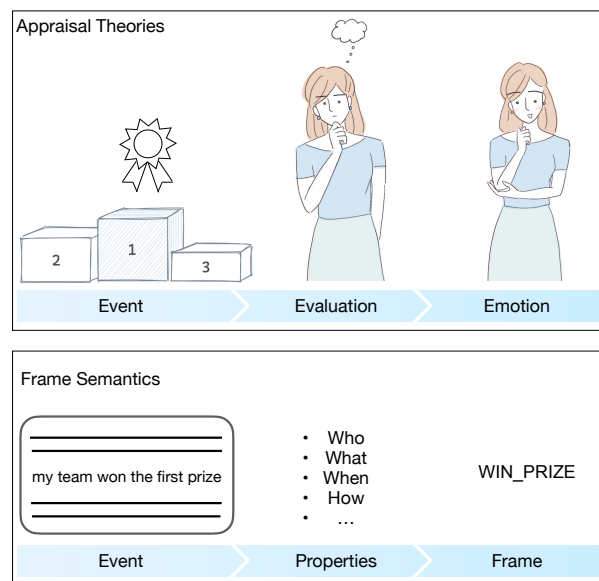 Appraisal Theories
2
1
3
Event
Evaluation
Emotion
Frame Semantics
my team won the first prize
• Who
• What
• When
• How
• …
WIN_PRIZE
Event
Properties
Frame